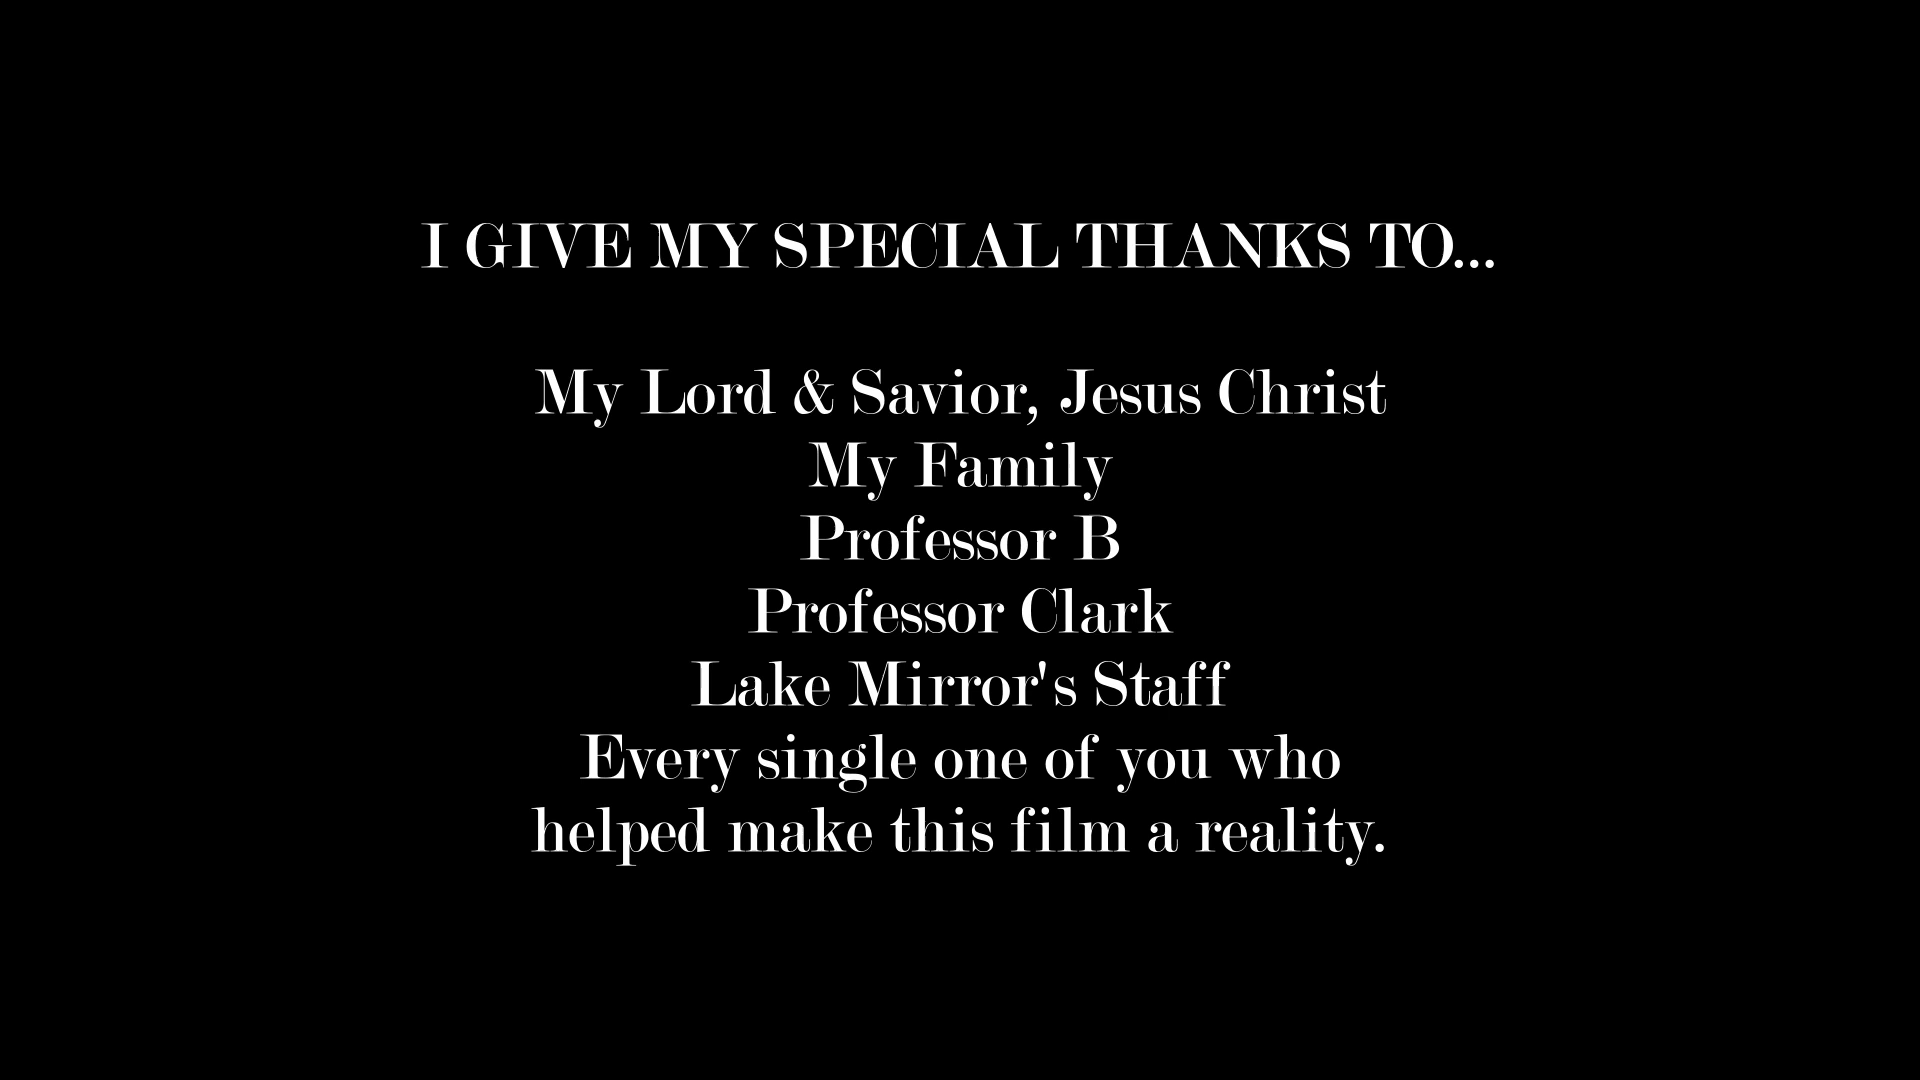 I GIVE MY SPECIAL THANKS TO...
My Lord & Savior, Jesus Christ
My Family
Professor B
Professor Clark
Lake Mirror's Staff
Every single one of you who
helped make this film a reality.